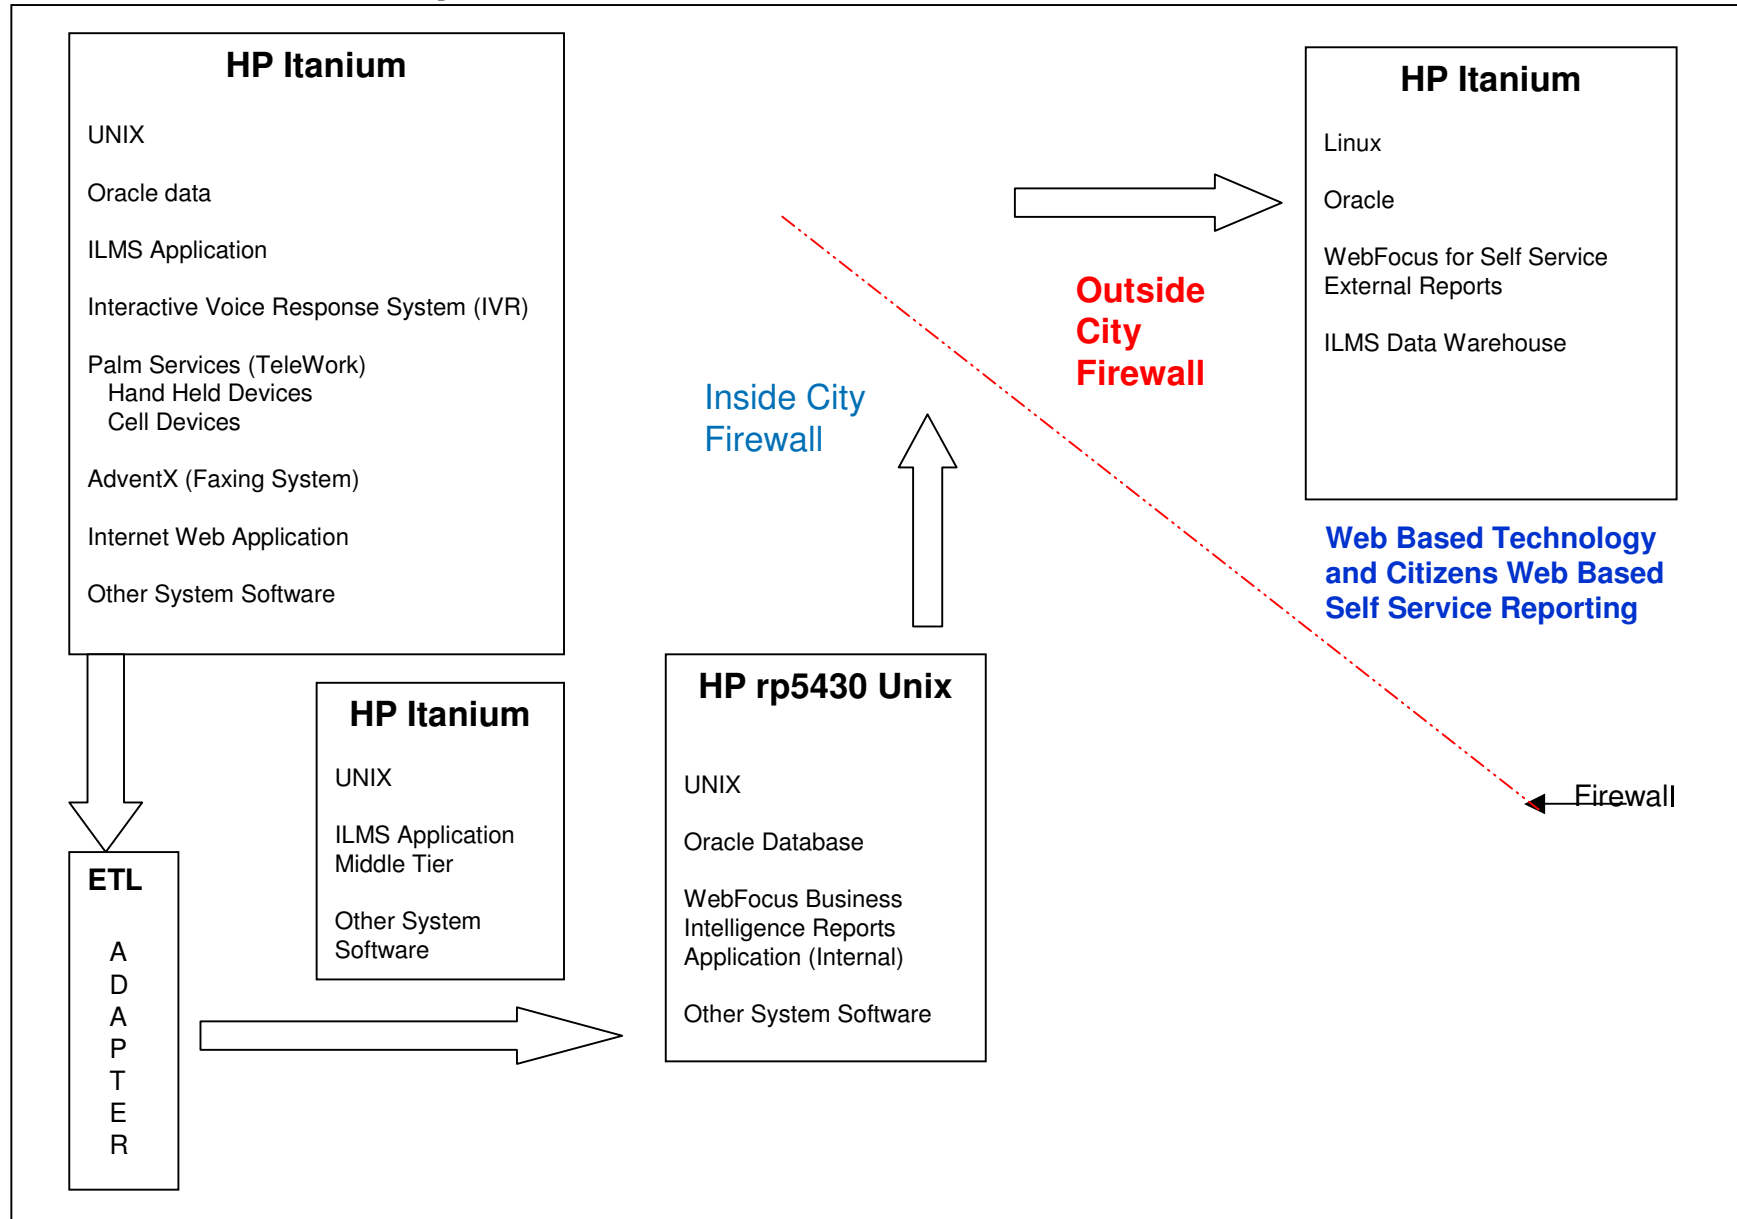 HP Itanium
UNIX
Oracle data
ILMS Application
Interactive Voice Response System (IVR)
Palm Services (TeleWork)
Hand Held Devices
Cell Devices
AdventX (Faxing System)
Internet Web Application
Other System Software
HP Itanium
Linux
Oracle
WebFocus for Self Service
External Reports
ILMS Data Warehouse
Outside
City
Firewall
Inside City
Firewall
Web Based Technology
and Citizens Web Based
Self Service Reporting
HP Itanium
UNIX
ILMS Application
Middle Tier
Other System
Software
HP rp5430 Unix
UNIX
Oracle Database
WebFocus Business
Intelligence Reports
Application (Internal)
Other System Software
Firewall
ETL
A
D
A
P
T
E
R